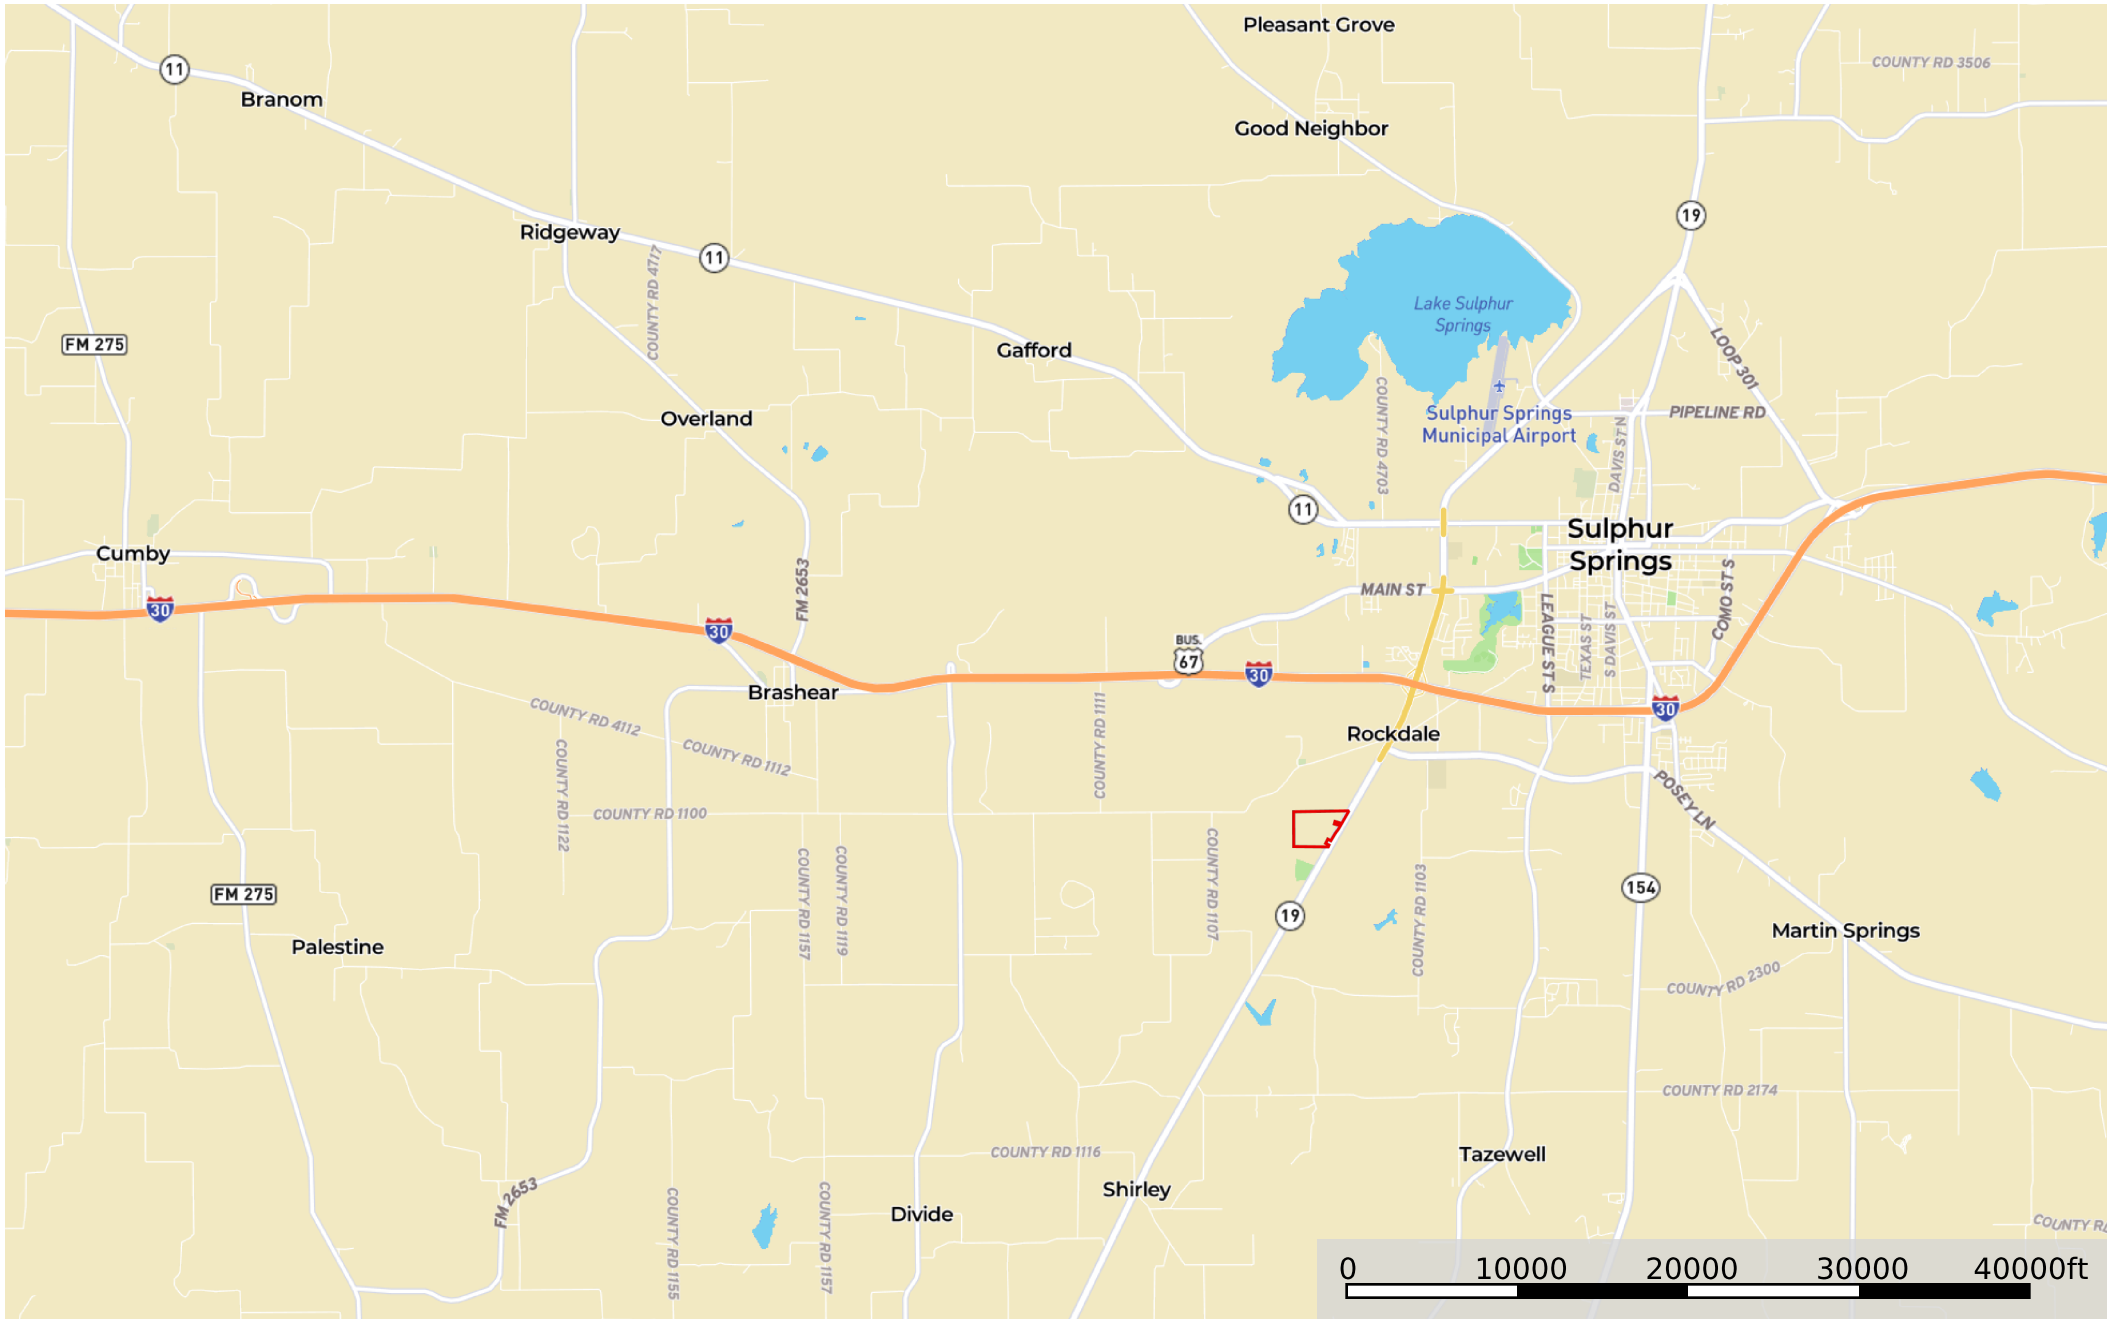 Pleasant Grove
COUNTY RD 3506
11
Branom
Good Neighbor
19
Ridgeway
COUNTY RD 4717
11
Lake Sulphur
Springs
FM 275
Gafford
LOOP 301
COUNTY RD 4703
Overland
Sulphur Springs
Municipal Airport
PIPELINE RD
DAVIS ST N
11
Sulphur
Springs
Cumby
FM 2653
MAIN ST
LEAGUE ST S
TEXAS ST
S DAVIS ST
COMO ST S
30
30
BUS.
67
30
Brashear
30
COUNTY RD 4112
COUNTY RD 1112
COUNTY RD 1122
COUNTY RD 1111
Rockdale
POSEY LN
COUNTY RD 1100
COUNTY RD 1157
COUNTY RD 1119
COUNTY RD 1107
COUNTY RD 1103
FM 275
154
19
Palestine
Martin Springs
COUNTY RD 2300
COUNTY RD 2174
COUNTY RD 1116
Tazewell
Shirley
FM 2653
Divide
COUNTY RD 1155
COUNTY RD 1157
COUNTY RD
0 10000 20000 30000 40000ft